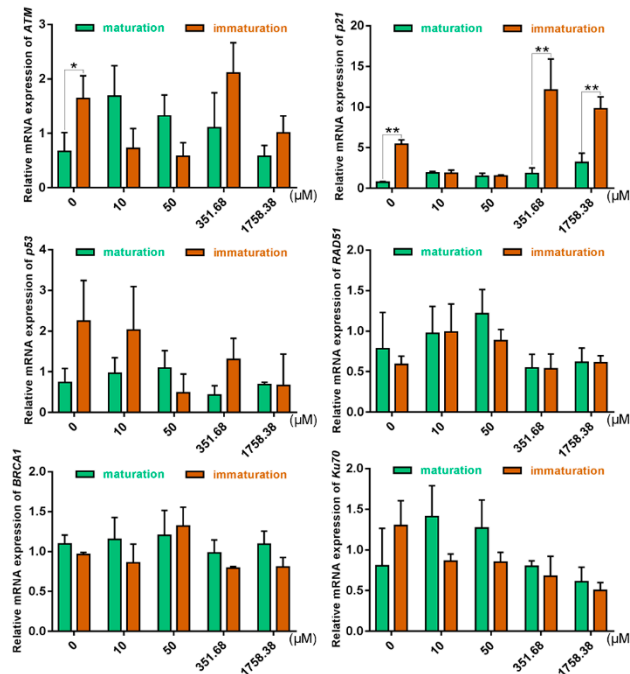 Relative mRNA expression of ATM
maturation immaturation
3
2
1
0
*
0 10 50 351.68 1758.38 (μM)
Relative mRNA expression of p21
maturation immaturation
20
15
10
5
0
** ** **
0 10 50 351.68 1758.38 (μM)
Relative mRNA expression of p53
maturation immaturation
4
3
2
1
0
0 10 50 351.68 1758.38 (μM)
Relative mRNA expression of RAD51
maturation immaturation
2.0
1.5
1.0
0.5
0.0
0 10 50 351.68 1758.38 (μM)
Relative mRNA expression of BRCA1
maturation immaturation
2.0
1.5
1.0
0.5
0.0
0 10 50 351.68 1758.38 (μM)
Relative mRNA expression of Ku70
maturation immaturation
2.0
1.5
1.0
0.5
0.0
0 10 50 351.68 1758.38 (μM)